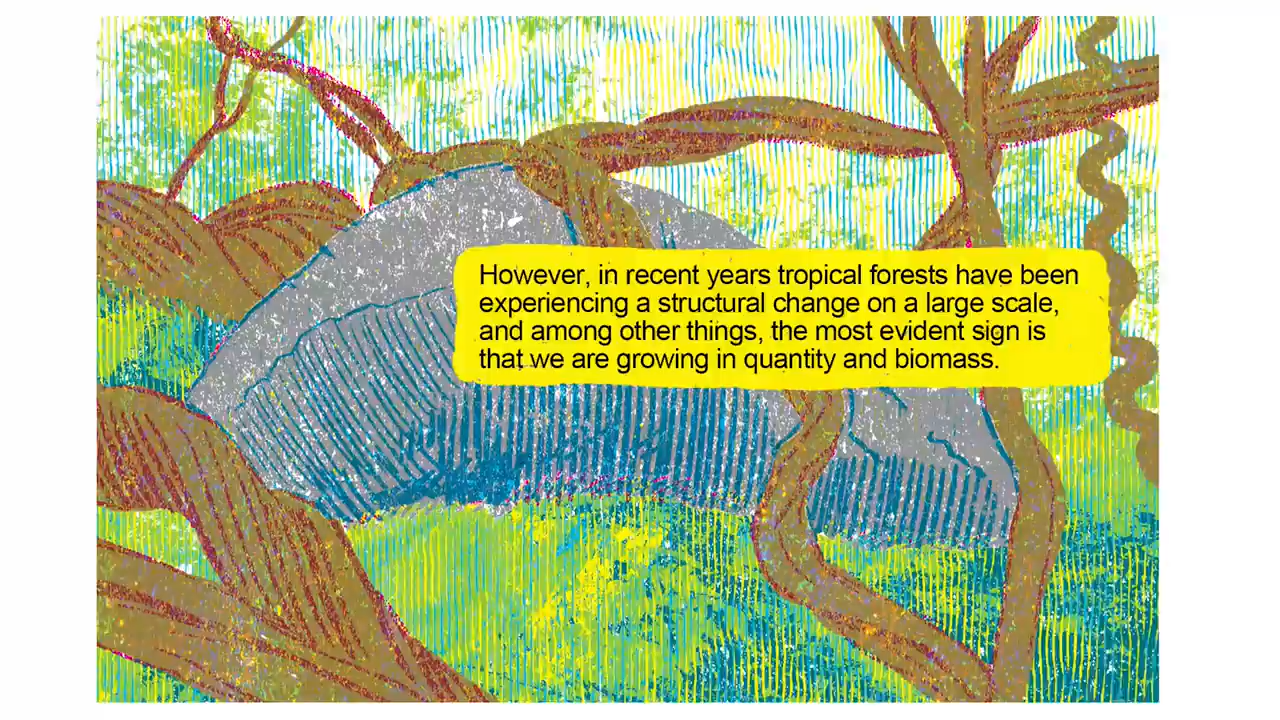 However, in recent years tropical forests have been
experiencing a structural change on a large scale,
and among other things, the most evident sign is
that we are growing in quantity and biomass.